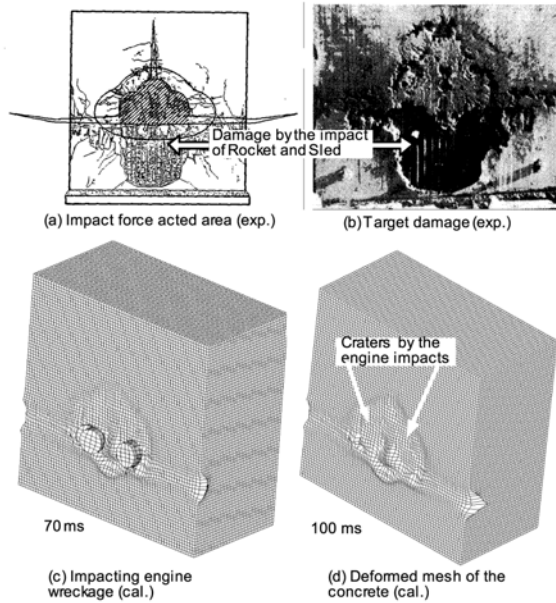 Damage by the impact
of Rocket and Sled
(a) Impact force acted area (exp.)
(b) Target damage (exp.)
Craters by the
engine impacts
70 ms
100 ms
(c) Impacting engine
wreckage (cal.)
(d) Deformed mesh of the
concrete (cal.)